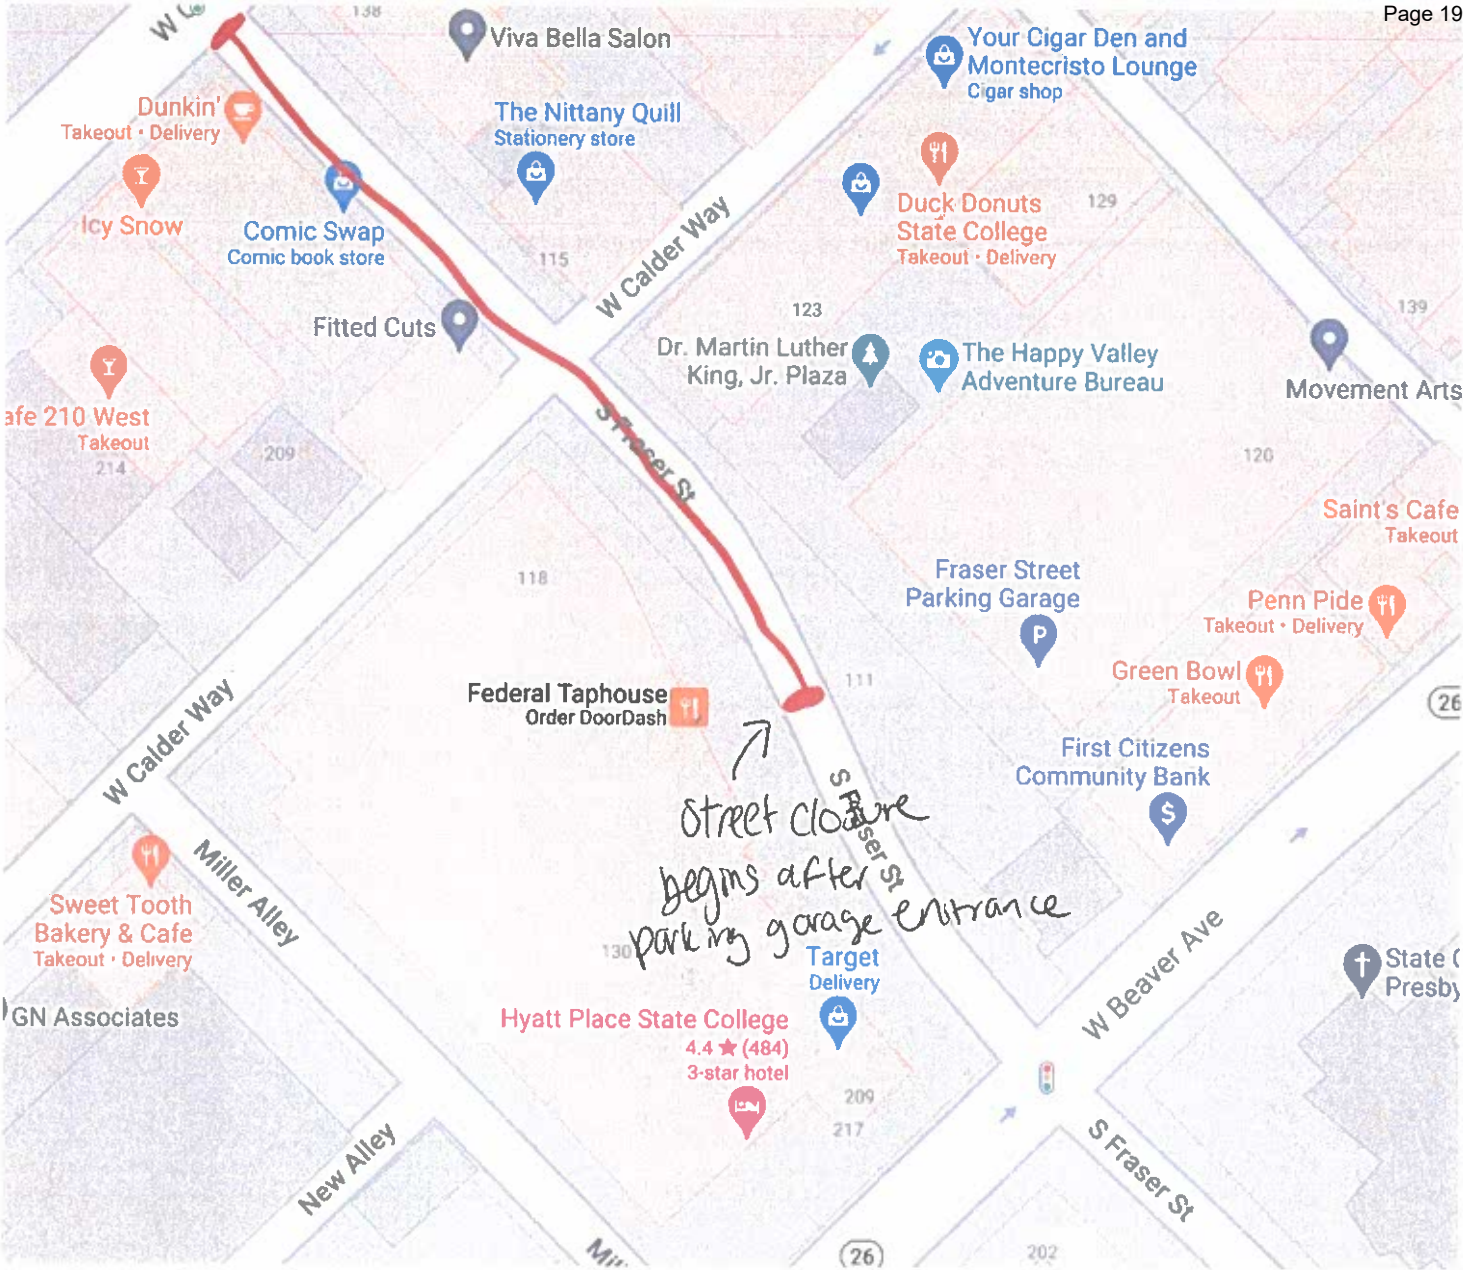 Page 19
138
Viva Bella Salon
Your Cigar Den and
Montecristo Lounge
Cigar shop
Dunkin'
Takeout • Delivery
The Nittany Quill
Stationery store
Icy Snow
Comic Swap
Comic book store
115
W Calder Way
Duck Donuts
State College
Takeout • Delivery
129
123
139
Fitted Cuts
Dr. Martin Luther
King, Jr. Plaza
The Happy Valley
Adventure Bureau
Movement Arts
afe 210 West
Takeout
214
209
S Fraser St
120
Saint's Cafe
Takeout
118
Fraser Street
Parking Garage
P
Penn Pide
Takeout • Delivery
Green Bowl
Takeout
Federal Taphouse
Order DoorDash
111
26
W Calder Way
First Citizens
Community Bank
$
S Fraser St
Street closure
begins after
parking garage entrance
Miller Alley
Sweet Tooth
Bakery & Cafe
Takeout • Delivery
130
Target
Delivery
W Beaver Ave
State
Presby
GN Associates
Hyatt Place State College
4.4 ★ (484)
3-star hotel
209
217
New Alley
S Fraser St
26
202